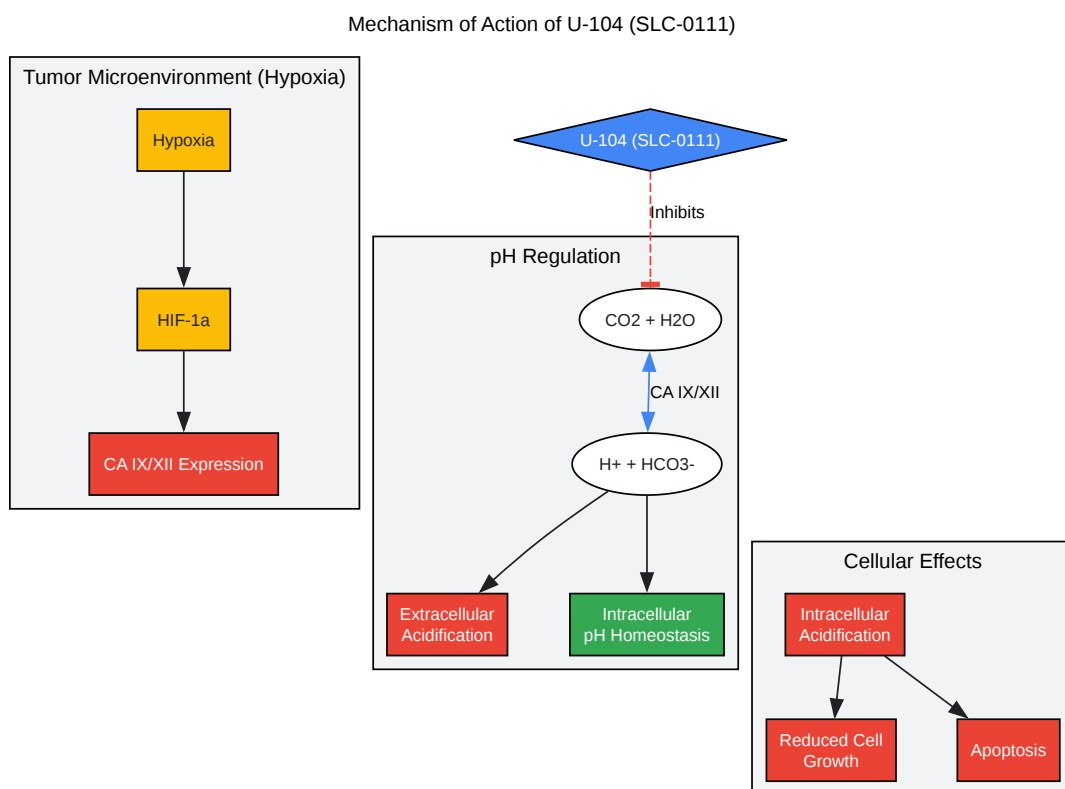 Mechanism of Action of U-104 (SLC-0111)
Tumor Microenvironment (Hypoxia)
Hypoxia
HIF-1a
CA IX/XII Expression
U-104 (SLC-0111)
Inhibits
pH Regulation
CO2 + H2O
CA IX/XII
H+ + HCO3-
Extracellular
Acidification
Intracellular
pH Homeostasis
Cellular Effects
Intracellular
Acidification
Reduced Cell
Growth
Apoptosis